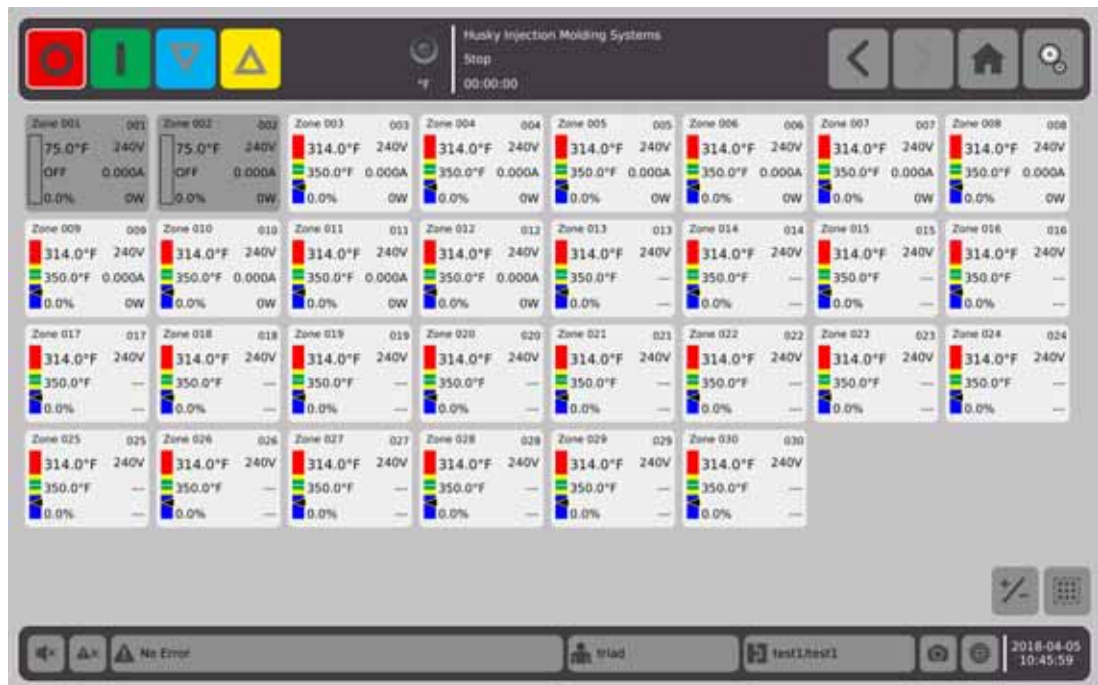 Husky Injection Molding Systems
Stop
°F 00:00:00
Zone 001 001 Zone 002 002 Zone 003 003 Zone 004 004 Zone 005 005 Zone 006 006 Zone 007 007 Zone 008 008
75.0°F 240V 75.0°F 240V 314.0°F 240V 314.0°F 240V 314.0°F 240V 314.0°F 240V 314.0°F 240V 314.0°F 240V
OFF 0.000A OFF 0.000A 350.0°F 0.000A 350.0°F 0.000A 350.0°F 0.000A 350.0°F 0.000A 350.0°F 0.000A 350.0°F 0.000A
0.0% 0W 0.0% 0W 0.0% 0W 0.0% 0W 0.0% 0W 0.0% 0W 0.0% 0W 0.0% 0W
Zone 009 009 Zone 010 010 Zone 011 011 Zone 012 012 Zone 013 013 Zone 014 014 Zone 015 015 Zone 016 016
314.0°F 240V 314.0°F 240V 314.0°F 240V 314.0°F 240V 314.0°F 240V 314.0°F 240V 314.0°F 240V 314.0°F 240V
350.0°F 0.000A 350.0°F 0.000A 350.0°F 0.000A 350.0°F 0.000A 350.0°F --- 350.0°F --- 350.0°F --- 350.0°F ---
0.0% 0W 0.0% 0W 0.0% 0W 0.0% 0W 0.0% --- 0.0% --- 0.0% --- 0.0% ---
Zone 017 017 Zone 018 018 Zone 019 019 Zone 020 020 Zone 021 021 Zone 022 022 Zone 023 023 Zone 024 024
314.0°F 240V 314.0°F 240V 314.0°F 240V 314.0°F 240V 314.0°F 240V 314.0°F 240V 314.0°F 240V 314.0°F 240V
350.0°F --- 350.0°F --- 350.0°F --- 350.0°F --- 350.0°F --- 350.0°F --- 350.0°F --- 350.0°F ---
0.0% --- 0.0% --- 0.0% --- 0.0% --- 0.0% --- 0.0% --- 0.0% --- 0.0% ---
Zone 025 025 Zone 026 026 Zone 027 027 Zone 028 028 Zone 029 029 Zone 030 030
314.0°F 240V 314.0°F 240V 314.0°F 240V 314.0°F 240V 314.0°F 240V 314.0°F 240V
350.0°F --- 350.0°F --- 350.0°F --- 350.0°F --- 350.0°F --- 350.0°F ---
0.0% --- 0.0% --- 0.0% --- 0.0% --- 0.0% --- 0.0% ---
+/-
No Error triad test1/test1 2018-04-05
10:45:59